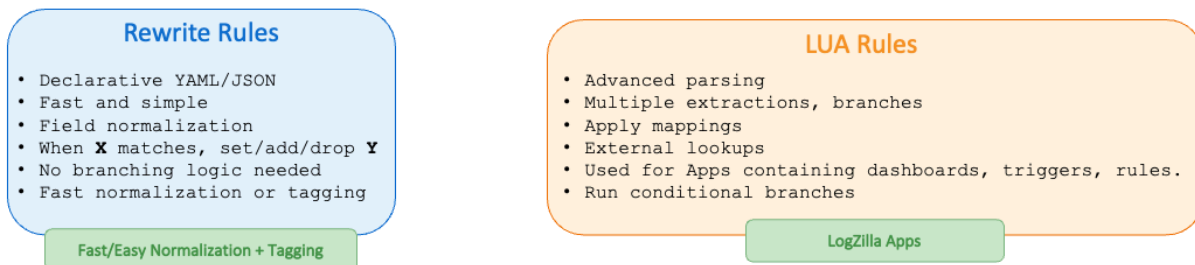 Rewrite Rules
• Declarative YAML/JSON
• Fast and simple
• Field normalization
• When X matches, set/add/drop Y
• No branching logic needed
• Fast normalization or tagging
Fast/Easy Normalization + Tagging
LUA Rules
• Advanced parsing
• Multiple extractions, branches
• Apply mappings
• External lookups
• Used for Apps containing dashboards, triggers, rules.
• Run conditional branches
LogZilla Apps